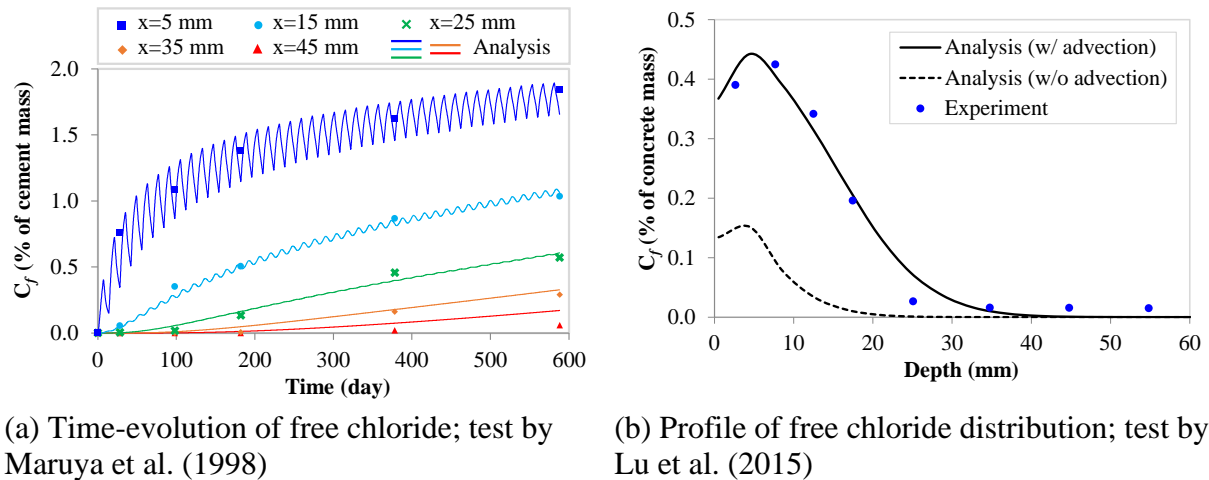 x=5 mm x=15 mm x=25 mm
x=35 mm x=45 mm Analysis
C_f (% of cement mass)
2.0
1.5
1.0
0.5
0.0
0 100 200 300 400 500 600
Time (day)
(a) Time-evolution of free chloride; test by
Maruya et al. (1998)
C_f (% of concrete mass)
0.5
0.4
0.3
0.2
0.1
0.0
Analysis (w/ advection)
Analysis (w/o advection)
Experiment
0 10 20 30 40 50 60
Depth (mm)
(b) Profile of free chloride distribution; test by
Lu et al. (2015)